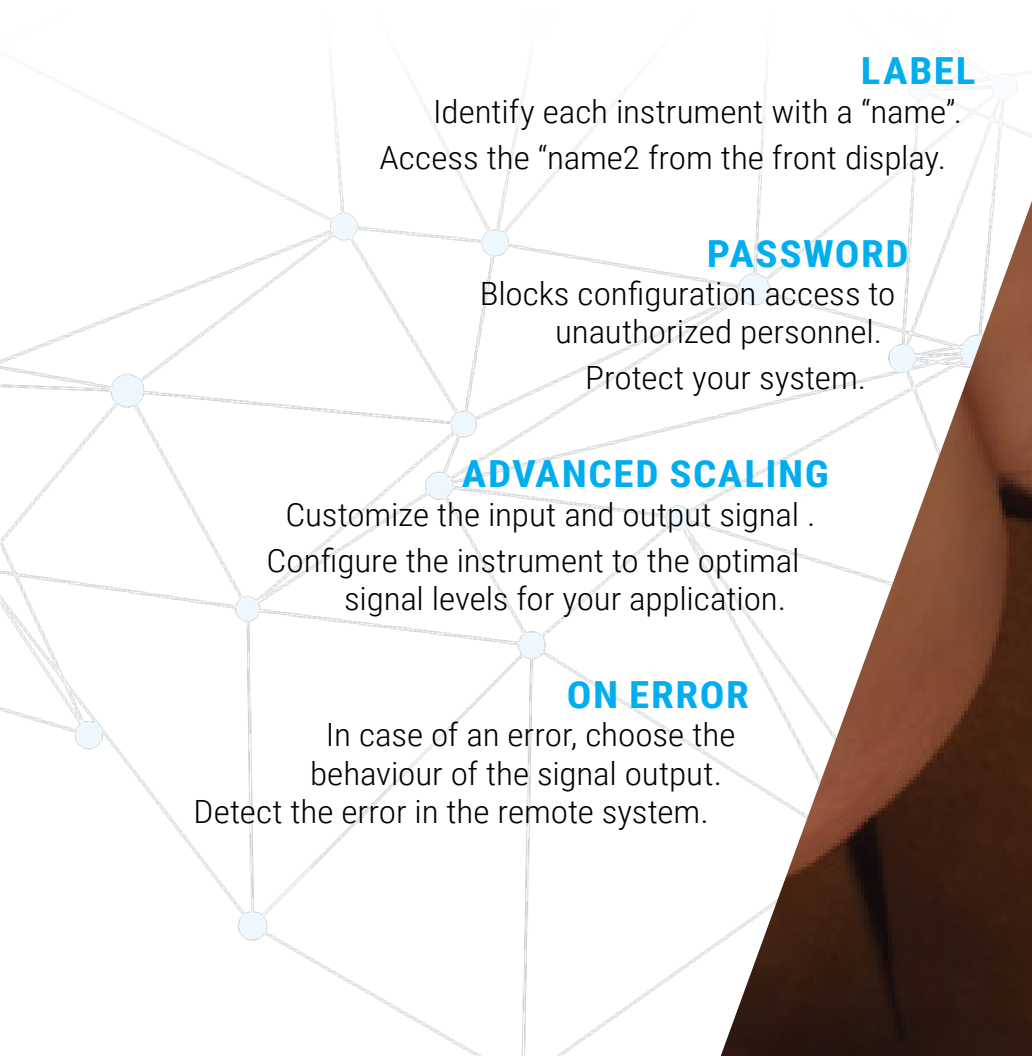 LABEL
Identify each instrument with a “name”.
Access the “name2 from the front display.
PASSWORD
Blocks configuration access to
unauthorized personnel.
Protect your system.
ADVANCED SCALING
Customize the input and output signal .
Configure the instrument to the optimal
signal levels for your application.
ON ERROR
In case of an error, choose the
behaviour of the signal output.
Detect the error in the remote system.